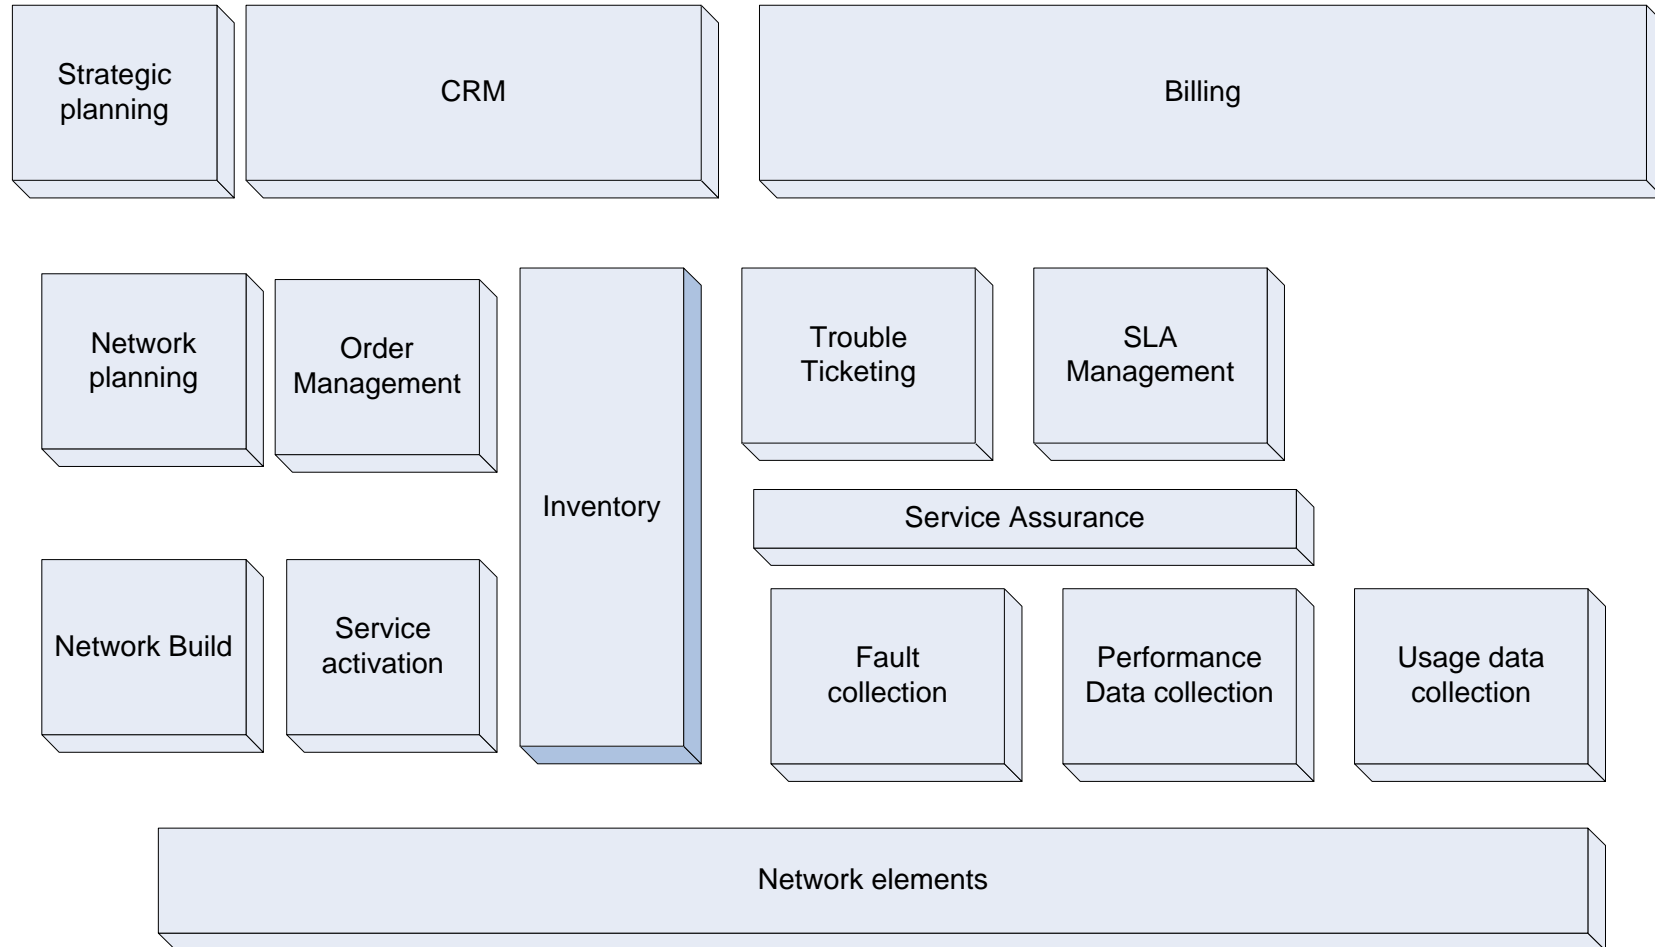 Strategic
planning
CRM
Billing
Network
planning
Order
Management
Inventory
Trouble
Ticketing
SLA
Management
Service Assurance
Network Build
Service
activation
Fault
collection
Performance
Data collection
Usage data
collection
Network elements